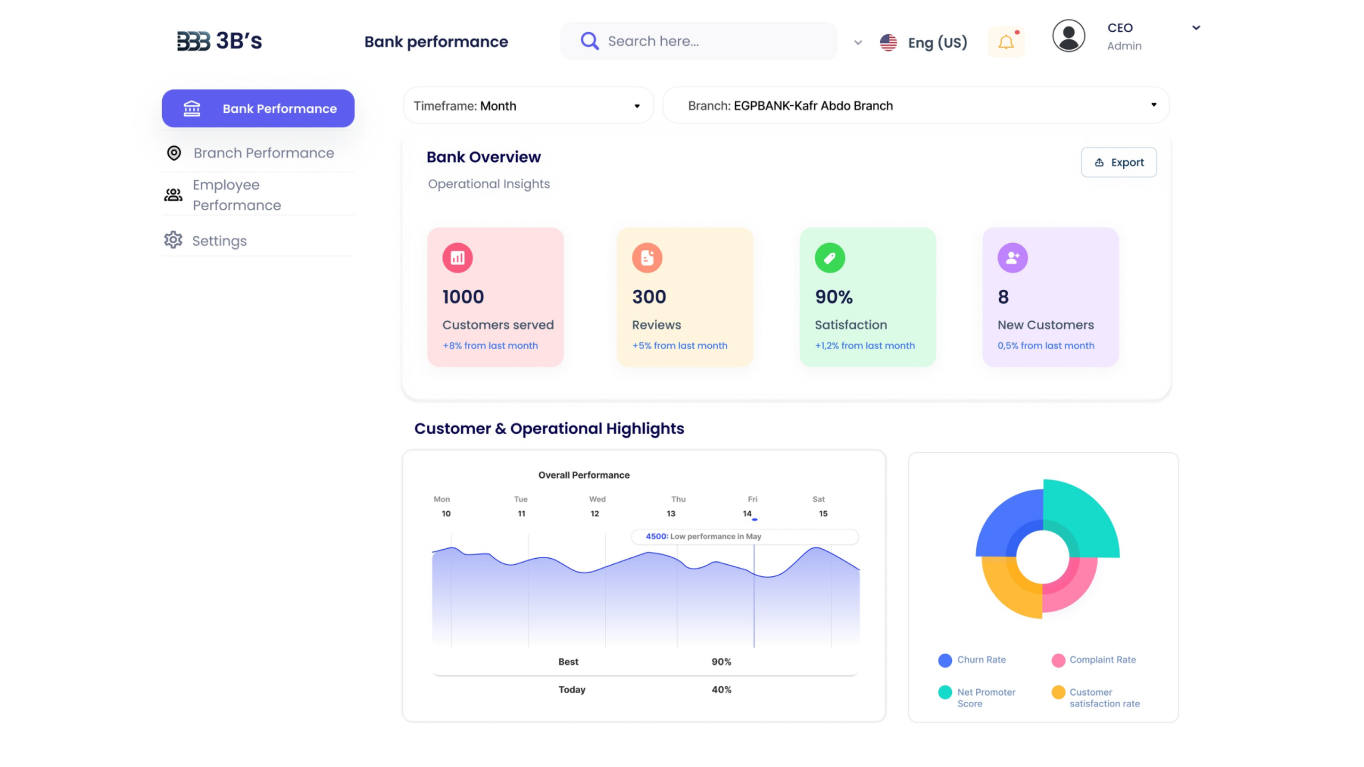 BBB 3B's
Bank performance
Search here...
Eng (US)
CEO
Admin
Bank Performance
Branch Performance
Employee
Performance
Settings
Timeframe: Month
Branch: EGPBANK-Kafr Abdo Branch
Bank Overview
Operational Insights
Export
1000
Customers served
+8% from last month
300
Reviews
+5% from last month
90%
Satisfaction
+1,2% from last month
8
New Customers
0,5% from last month
Customer & Operational Highlights
Overall Performance
Mon Tue Wed Thu Fri Sat
10 11 12 13 14 15
4500: Low performance in May
Best 90%
Today 40%
Churn Rate
Complaint Rate
Net Promoter
Score
Customer
satisfaction rate